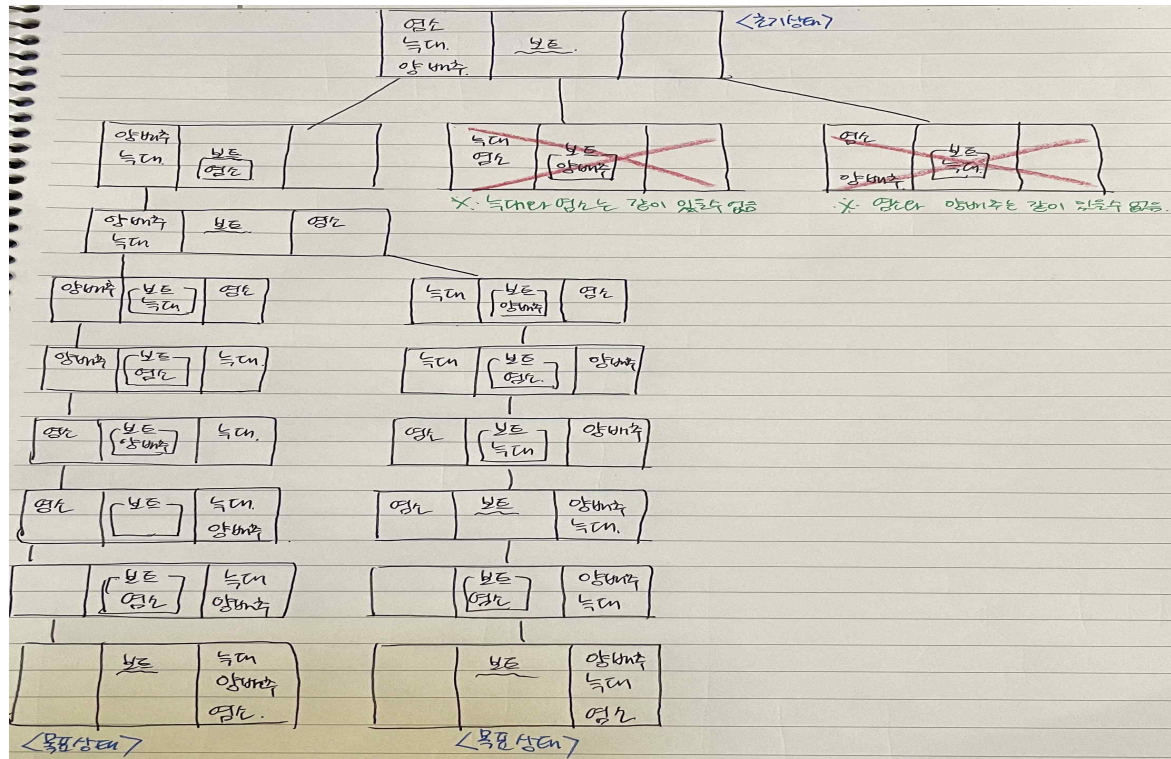 염소
늑대.
양배추.
보트.
<초기상태>
양배추
늑대.
보트
염소
늑대
염소
보트
양배추
염소
양배추
보트
늑대.
※. 늑대와 염소는 같이 있을수 없음
※. 염소와 양배추는 같이 있을수 없음.
양배추
늑대
보트.
염소
양배추
보트
늑대
염소
늑대
보트
양배추
염소
양배추
보트
염소
늑대.
늑대
보트
염소.
양배추
염소
보트
양배추
늑대.
염소
보트
늑대
양배추
염소
보트
늑대.
양배추
염소
보트
양배추
늑대.
보트
염소
늑대
양배추
보트
염소
양배추
늑대
보트
늑대
양배추
염소.
보트
양배추
늑대
염소
<목표상태>
<목표상태>